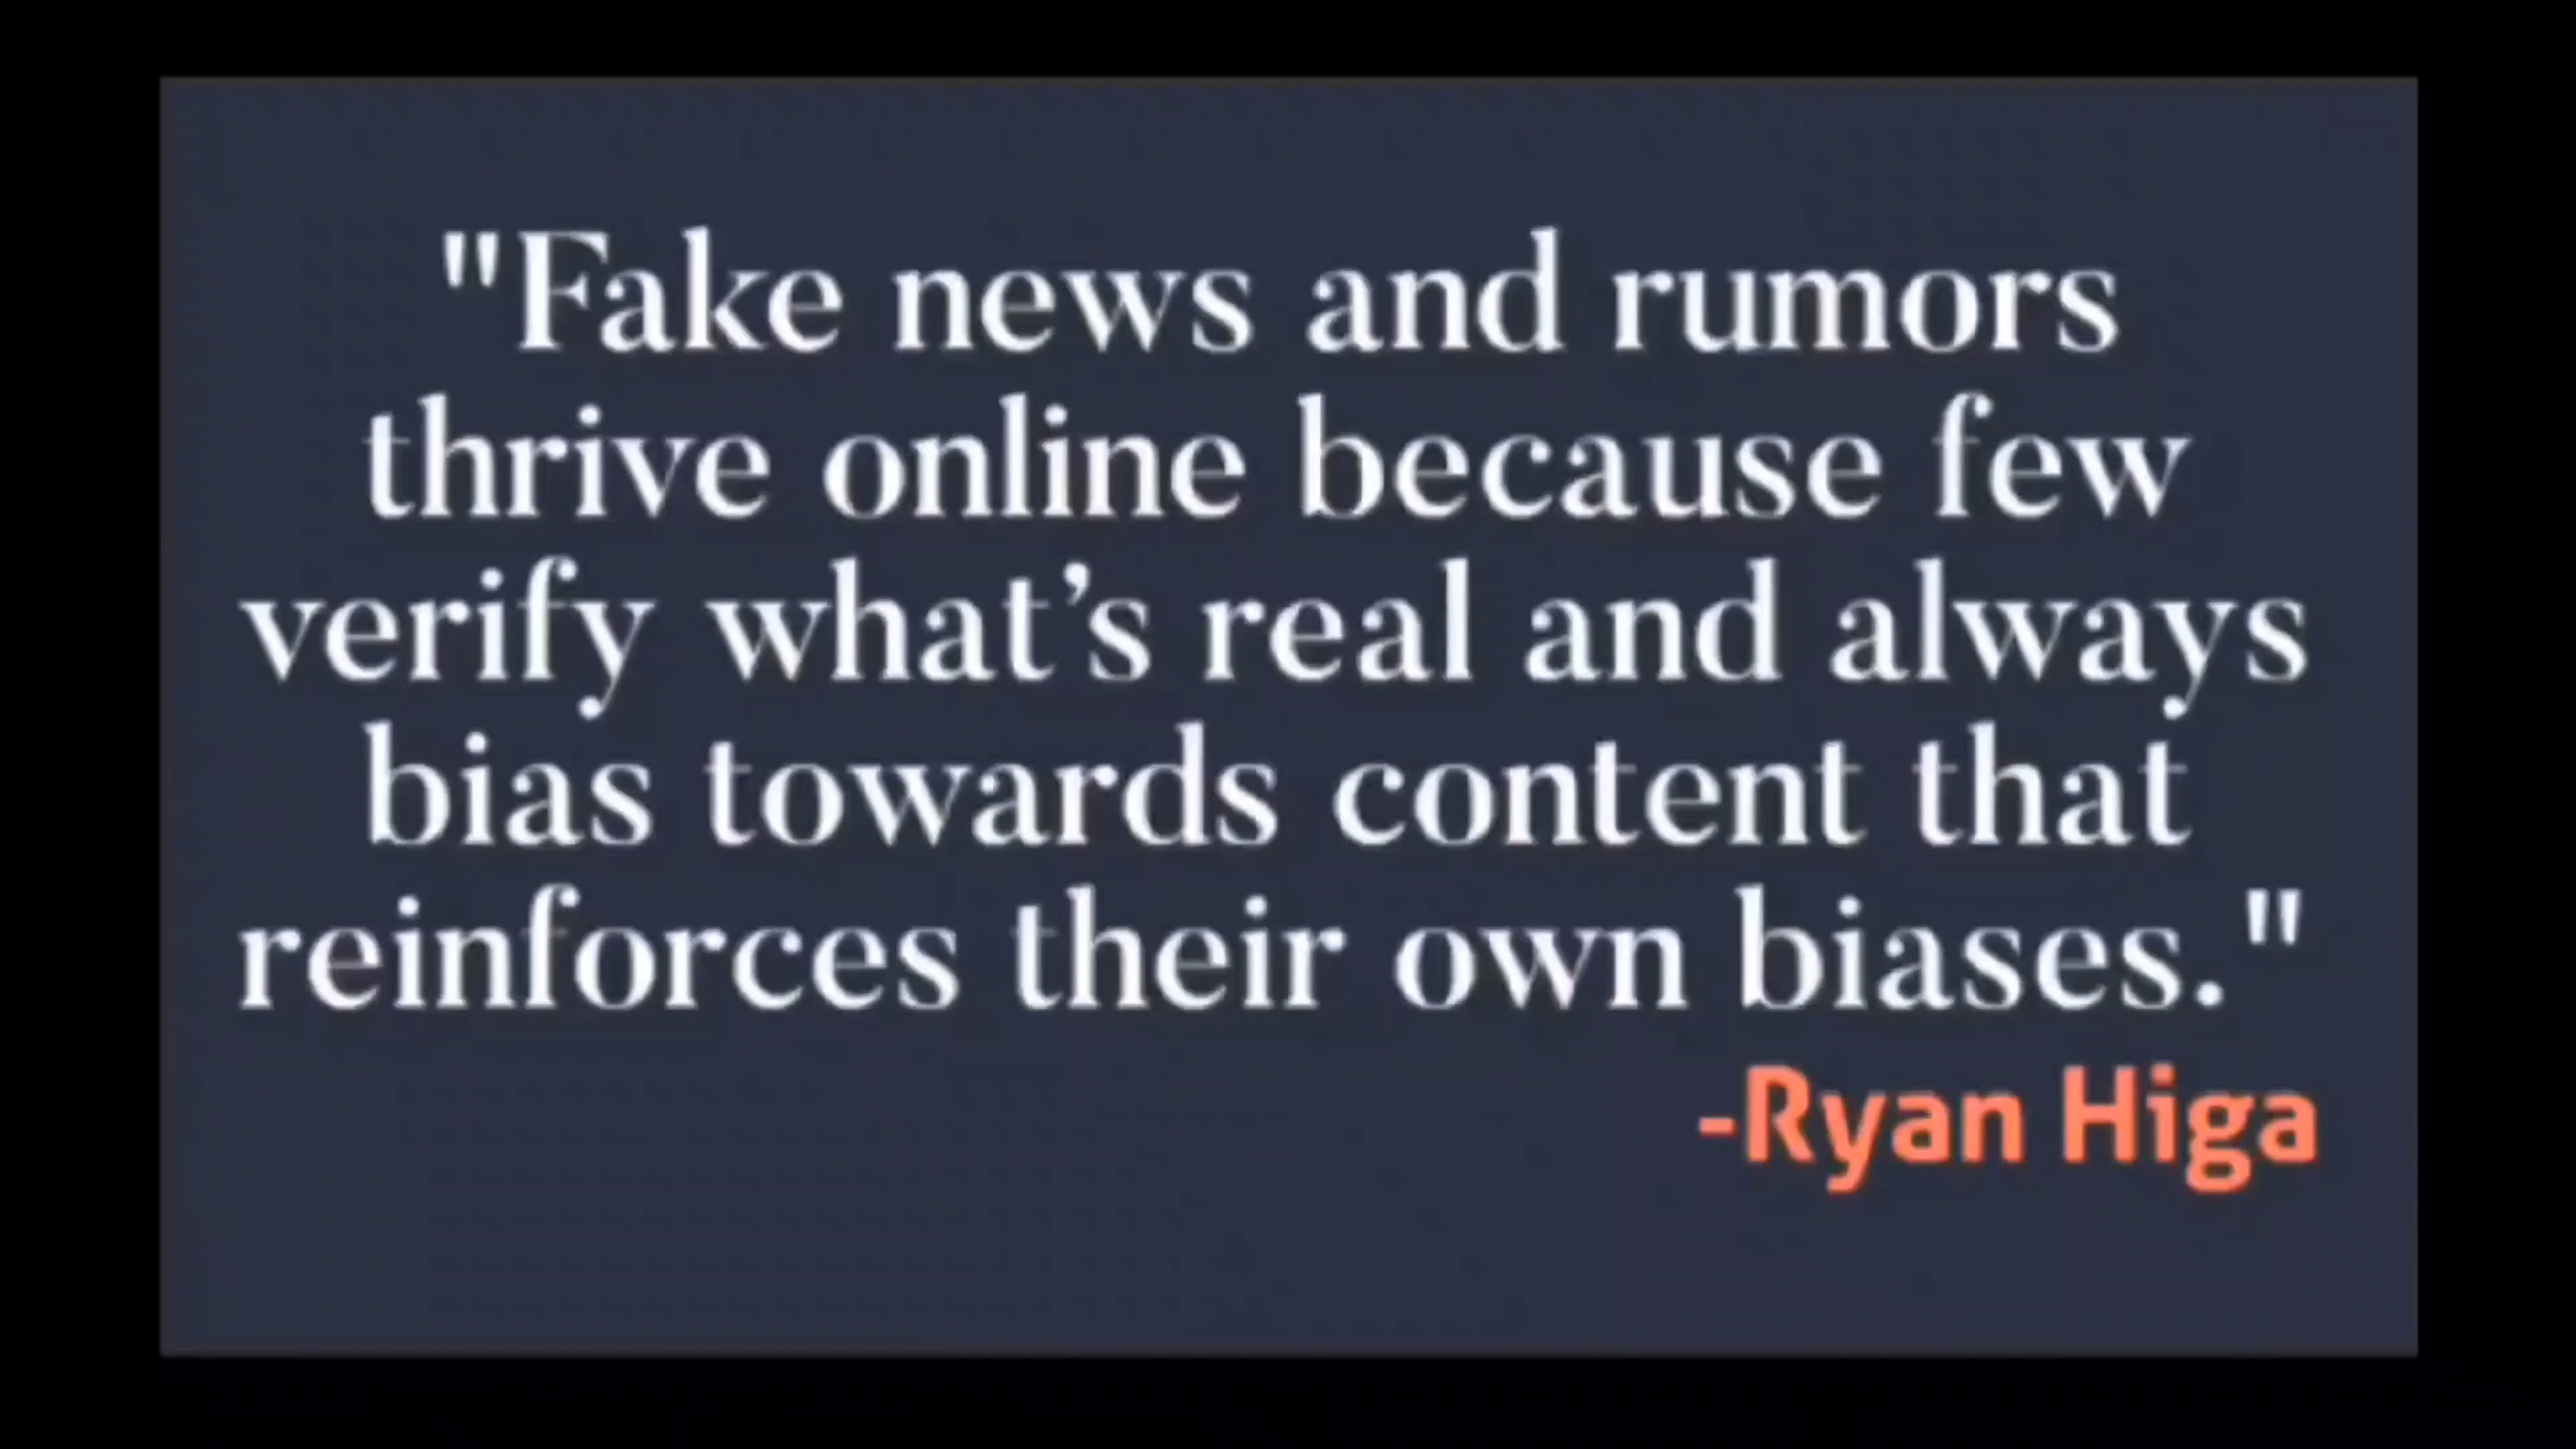 "Fake news and rumors
thrive online because few
verify what’s real and always
bias towards content that
reinforces their own biases."
-Ryan Higa